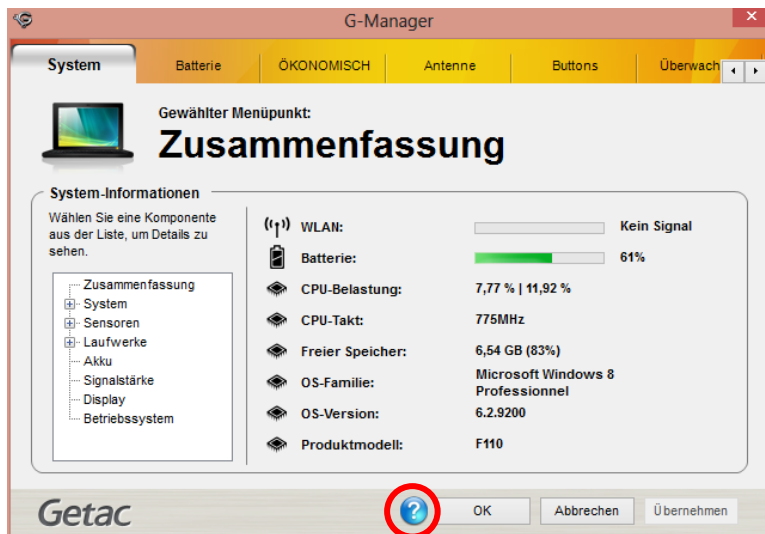 G-Manager
System
Batterie
ÖKONOMISCH
Antenne
Buttons
Überwach
Gewählter Menüpunkt:
Zusammenfassung
System-Informationen
Wählen Sie eine Komponente
aus der Liste, um Details zu
sehen.
Zusammenfassung
System
Sensoren
Laufwerke
Akku
Signalstärke
Display
Betriebssystem
WLAN: Kein Signal
Batterie: 61%
CPU-Belastung: 7,77 % | 11,92 %
CPU-Takt: 775MHz
Freier Speicher: 6,54 GB (83%)
OS-Familie: Microsoft Windows 8
Professionnel
OS-Version: 6.2.9200
Produktmodell: F110
Getac
?
OK
Abbrechen
Übernehmen